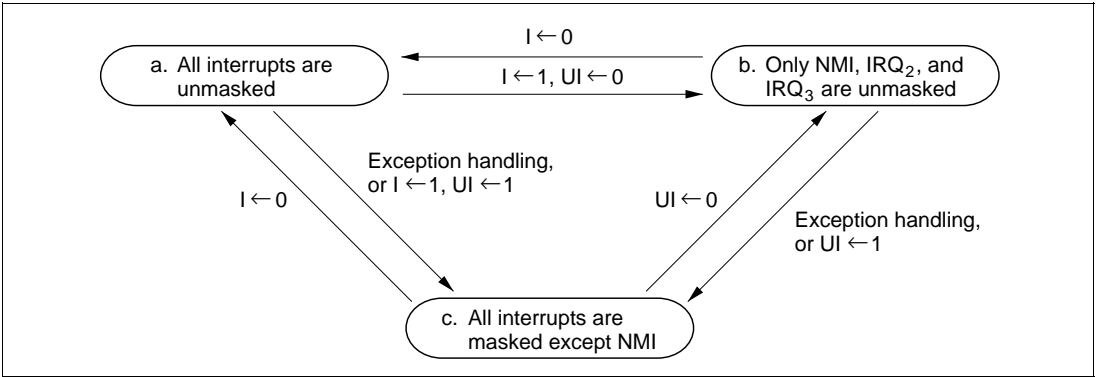 I ← 0
a. All interrupts are
unmasked
I ← 1, UI ← 0
b. Only NMI, IRQ2, and
IRQ3 are unmasked
Exception handling,
or I ← 1, UI ← 1
I ← 0
UI ← 0
Exception handling,
or UI ← 1
c. All interrupts are
masked except NMI